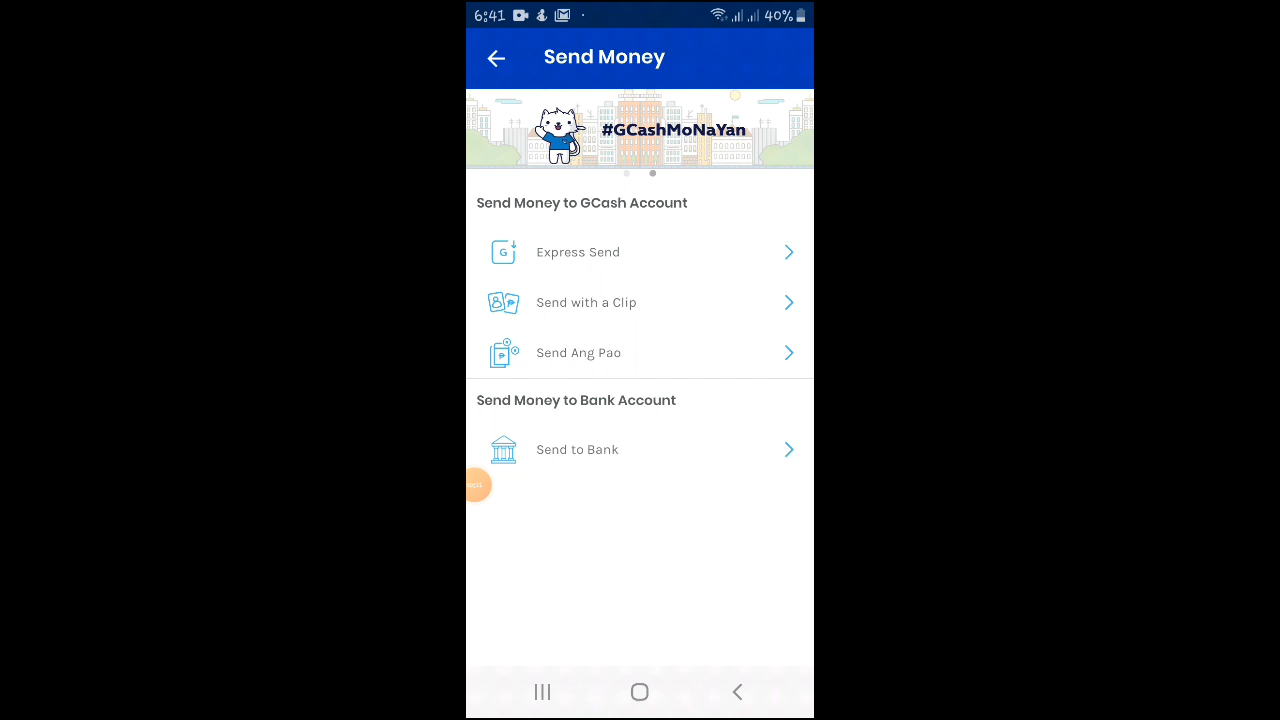 6:41 40%
Send Money
#GCashMoNaYan
Send Money to GCash Account
G Express Send
Send with a Clip
Send Ang Pao
Send Money to Bank Account
Send to Bank